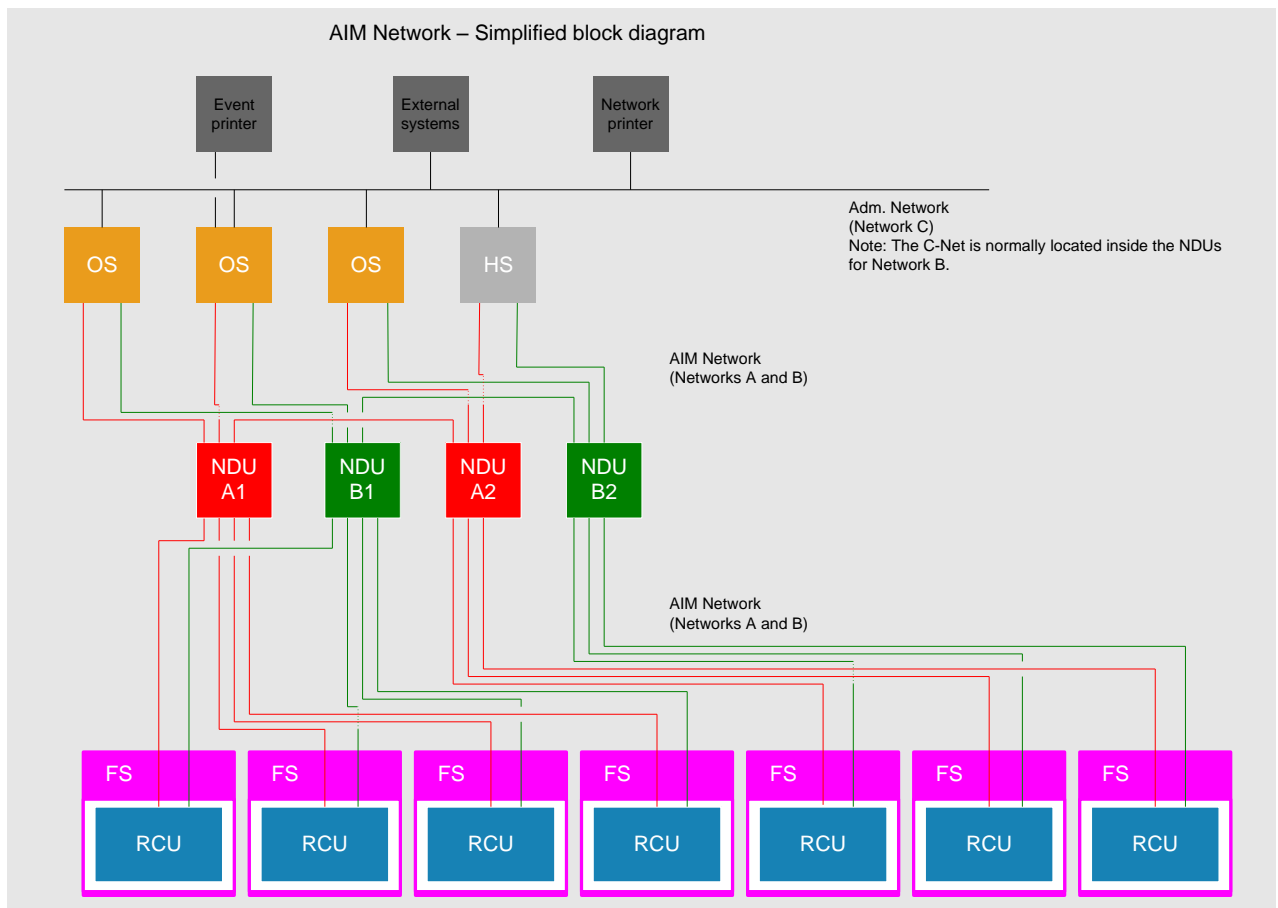 AIM Network – Simplified block diagram
Event
printer
External
systems
Network
printer
Adm. Network
(Network C)
Note: The C-Net is normally located inside the NDUs
for Network B.
OS
OS
OS
HS
AIM Network
(Networks A and B)
NDU
A1
NDU
B1
NDU
A2
NDU
B2
AIM Network
(Networks A and B)
FS
FS
FS
FS
FS
FS
FS
RCU
RCU
RCU
RCU
RCU
RCU
RCU